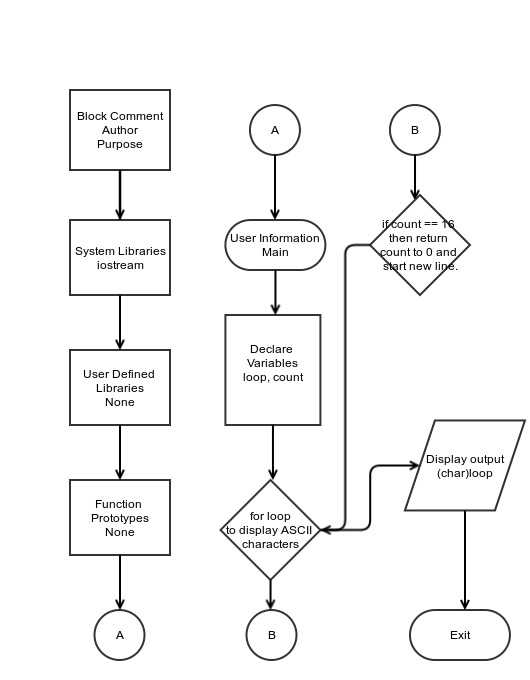 Block Comment
Author
Purpose
System Libraries
iostream
User Defined
Libraries
None
Function
Prototypes
None
A
A
User Information
Main
Declare
Variables
loop, count
for loop
to display ASCII
characters
B
B
if count == 16
then return
count to 0 and
start new line.
Display output
(char)loop
Exit